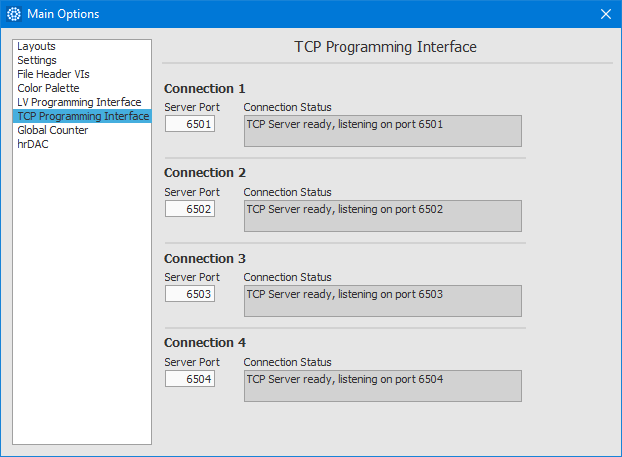 Main Options
Layouts
Settings
File Header VIs
Color Palette
LV Programming Interface
TCP Programming Interface
Global Counter
hrDAC
TCP Programming Interface
Connection 1
Server Port Connection Status
6501 TCP Server ready, listening on port 6501
Connection 2
Server Port Connection Status
6502 TCP Server ready, listening on port 6502
Connection 3
Server Port Connection Status
6503 TCP Server ready, listening on port 6503
Connection 4
Server Port Connection Status
6504 TCP Server ready, listening on port 6504